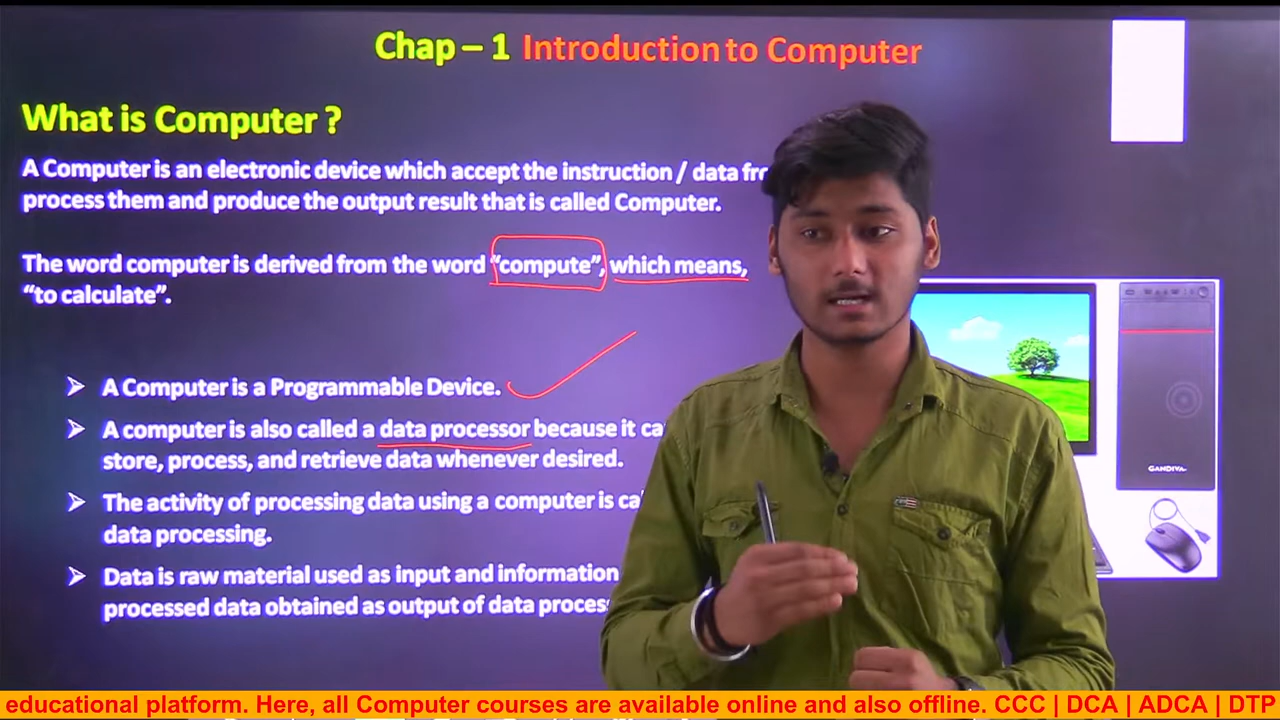 Chap – 1 Introduction to Computer
What is Computer ?
A Computer is an electronic device which accept the instruction / data
process them and produce the output result that is called Computer.
The word computer is derived from the word “compute”, which means,
“to calculate”.
➢ A Computer is a Programmable Device.
➢ A computer is also called a data processor because it
store, process, and retrieve data whenever desired.
➢ The activity of processing data using a computer is
data processing.
➢ Data is raw material used as input and information
processed data obtained as output of data
GANDIVA
educational platform. Here, all Computer courses are available online and also offline. CCC | DCA | ADCA | DTP